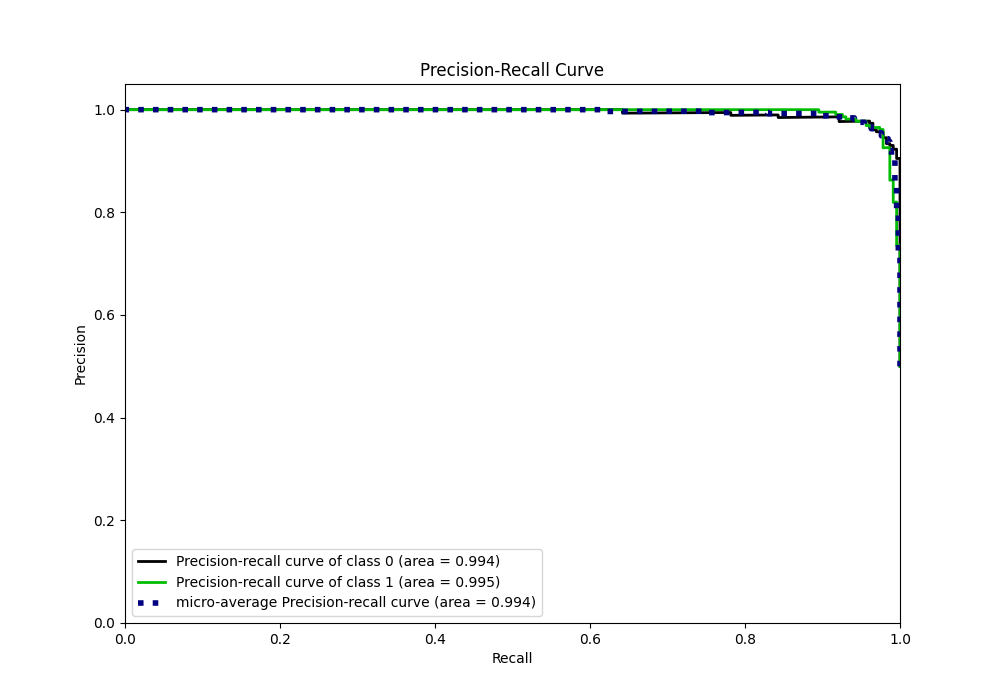 Precision-Recall Curve
1.0
0.8
0.6
0.4
0.2
0.0
Precision
Precision-recall curve of class 0 (area = 0.994)
Precision-recall curve of class 1 (area = 0.995)
micro-average Precision-recall curve (area = 0.994)
0.0 0.2 0.4 0.6 0.8 1.0
Recall